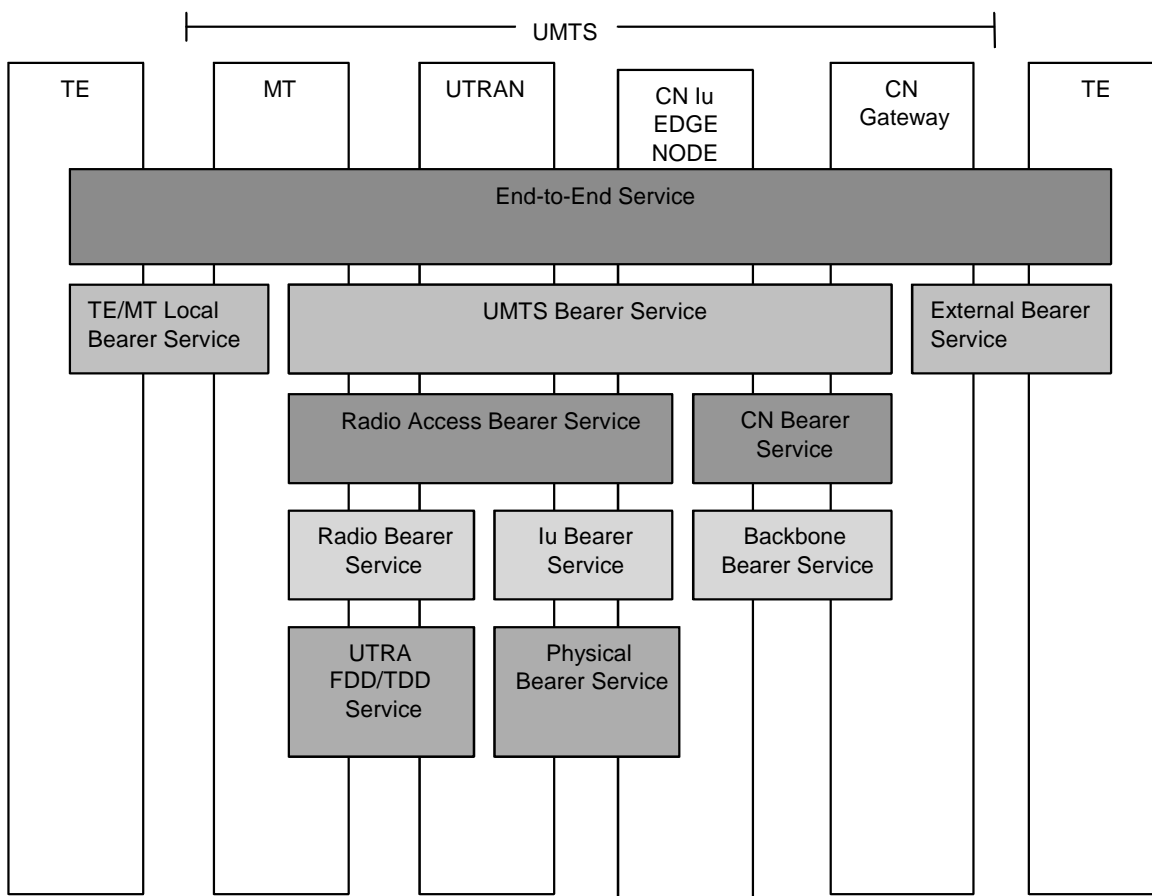 UMTS
TE
MT
UTRAN
CN Iu
EDGE
NODE
CN
Gateway
TE
End-to-End Service
TE/MT Local
Bearer Service
UMTS Bearer Service
External Bearer
Service
Radio Access Bearer Service
CN Bearer
Service
Radio Bearer
Service
Iu Bearer
Service
Backbone
Bearer Service
UTRA
FDD/TDD
Service
Physical
Bearer Service